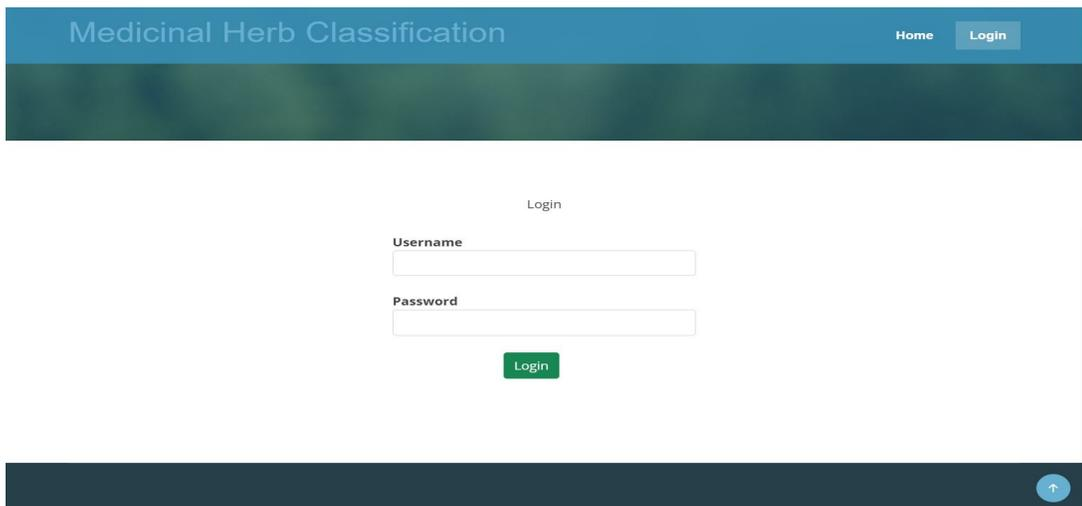 Medicinal Herb Classification
Home
Login
Login
Username
Password
Login